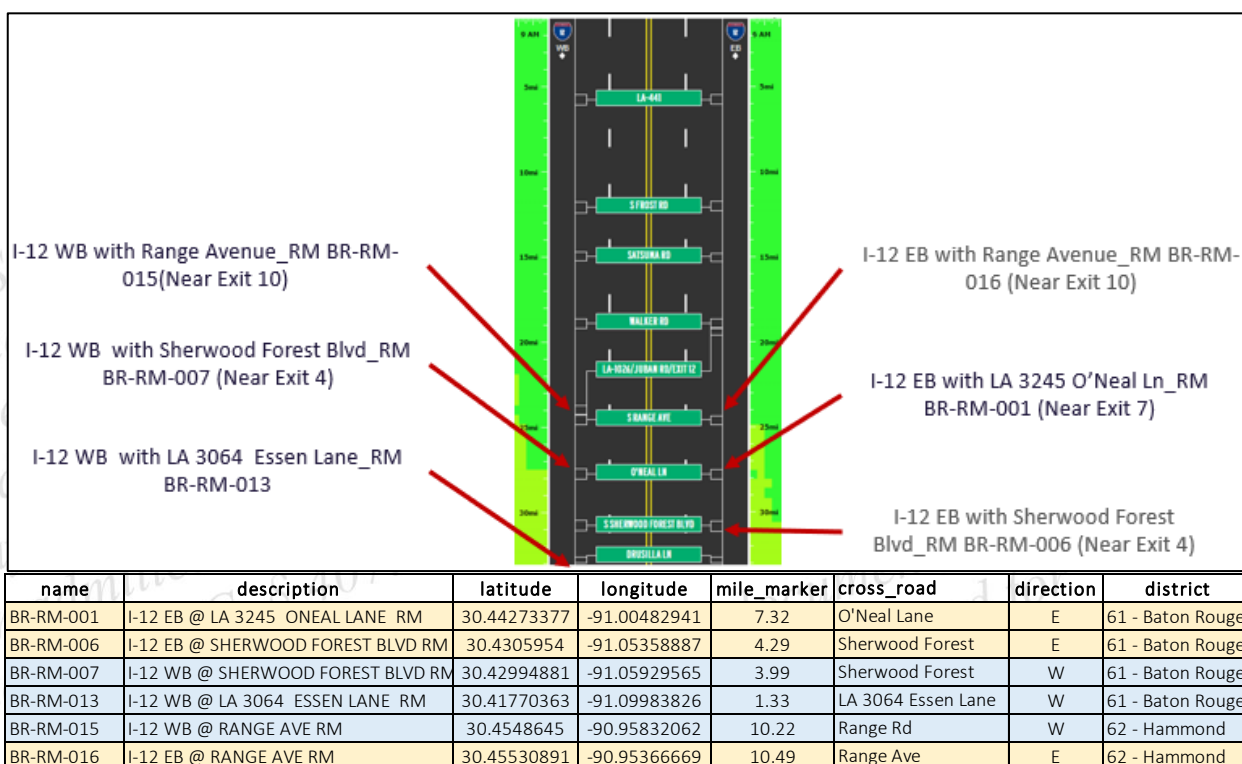 9 AM
WB
EB
9 AM
5mi
LA-441
5mi
10mi
10mi
S FROST RD
I-12 WB with Range Avenue_RM BR-RM-
015(Near Exit 10)
15mi
SATSUMA RD
15mi
I-12 EB with Range Avenue_RM BR-RM-
016 (Near Exit 10)
WALKER RD
20mi
20mi
I-12 WB with Sherwood Forest Blvd_RM
BR-RM-007 (Near Exit 4)
LA-1026/JUBAN RD/EXIT 12
I-12 EB with LA 3245 O’Neal Ln_RM
BR-RM-001 (Near Exit 7)
S RANGE AVE
25mi
25mi
I-12 WB with LA 3064 Essen Lane_RM
BR-RM-013
O'NEAL LN
30mi
30mi
S SHERWOOD FOREST BLVD
I-12 EB with Sherwood Forest
Blvd_RM BR-RM-006 (Near Exit 4)
DRUSILLA LN
name description latitude longitude mile_marker cross_road direction district
BR-RM-001 I-12 EB @ LA 3245 ONEAL LANE RM 30.44273377 -91.00482941 7.32 O'Neal Lane E 61 - Baton Rouge
BR-RM-006 I-12 EB @ SHERWOOD FOREST BLVD RM 30.4305954 -91.05358887 4.29 Sherwood Forest E 61 - Baton Rouge
BR-RM-007 I-12 WB @ SHERWOOD FOREST BLVD RM 30.42994881 -91.05929565 3.99 Sherwood Forest W 61 - Baton Rouge
BR-RM-013 I-12 WB @ LA 3064 ESSEN LANE RM 30.41770363 -91.09983826 1.33 LA 3064 Essen Lane W 61 - Baton Rouge
BR-RM-015 I-12 WB @ RANGE AVE RM 30.4548645 -90.95832062 10.22 Range Rd W 62 - Hammond
BR-RM-016 I-12 EB @ RANGE AVE RM 30.45530891 -90.95366669 10.49 Range Ave E 62 - Hammond